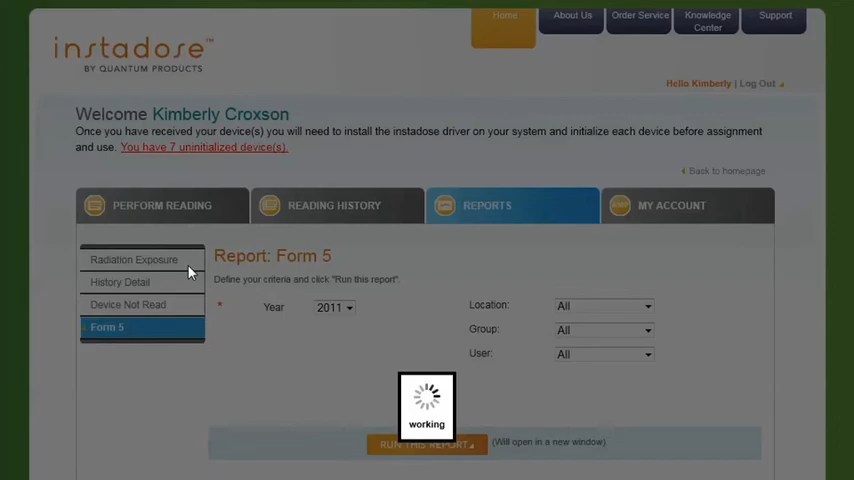 Home
About Us
Order Service
Knowledge Center
Support
instadose™
BY QUANTUM PRODUCTS
Hello Kimberly | Log Out
Welcome Kimberly Croxson
Once you have received your device(s) you will need to install the instadose driver on your system and initialize each device before assignment
and use. You have 7 uninitialized device(s).
Back to homepage
PERFORM READING
READING HISTORY
REPORTS
MY ACCOUNT
Radiation Exposure
History Detail
Device Not Read
Form 5
Report: Form 5
Define your criteria and click "Run this report".
* Year 2011
Location: All
Group: All
User: All
working
RUN THIS REPORT
(Will open in a new window)